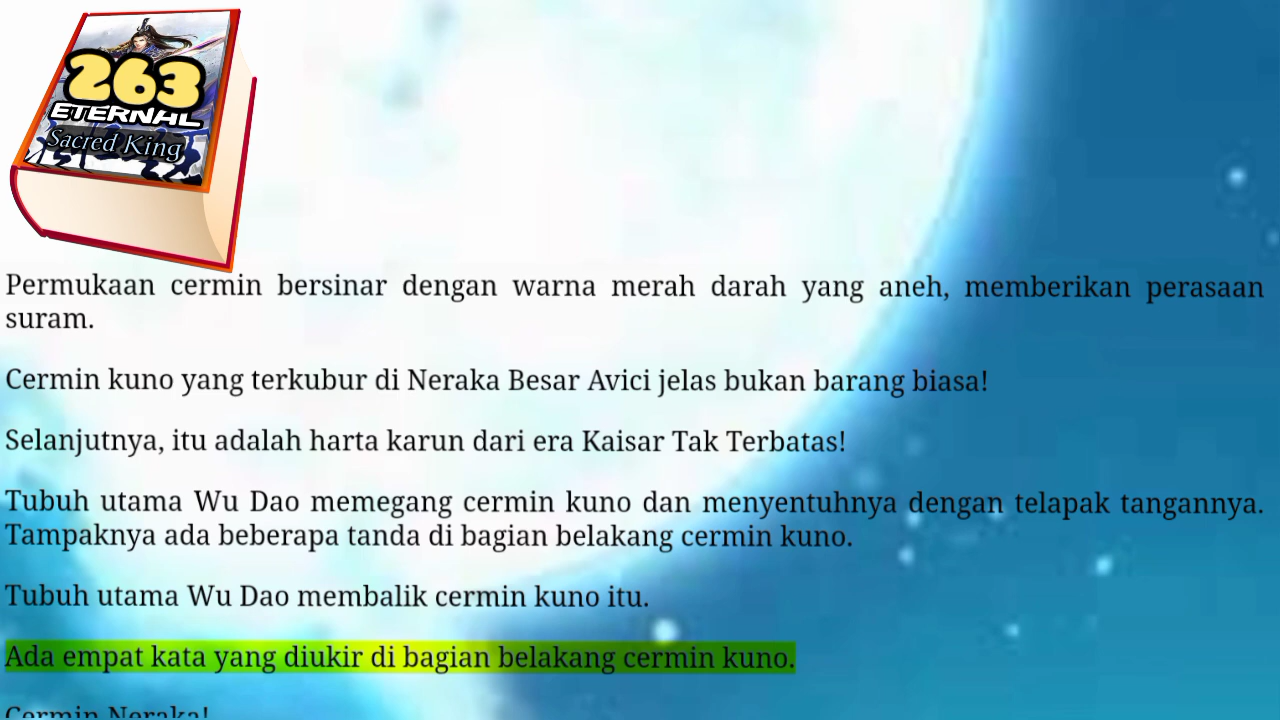 263
ETERNAL
Sacred King
Permukaan cermin bersinar dengan warna merah darah yang aneh, memberikan perasaan
suram.
Cermin kuno yang terkubur di Neraka Besar Avici jelas bukan barang biasa!
Selanjutnya, itu adalah harta karun dari era Kaisar Tak Terbatas!
Tubuh utama Wu Dao memegang cermin kuno dan menyentuhnya dengan telapak tangannya.
Tampaknya ada beberapa tanda di bagian belakang cermin kuno.
Tubuh utama Wu Dao membalik cermin kuno itu.
Ada empat kata yang diukir di bagian belakang cermin kuno.
Cermin Neraka!